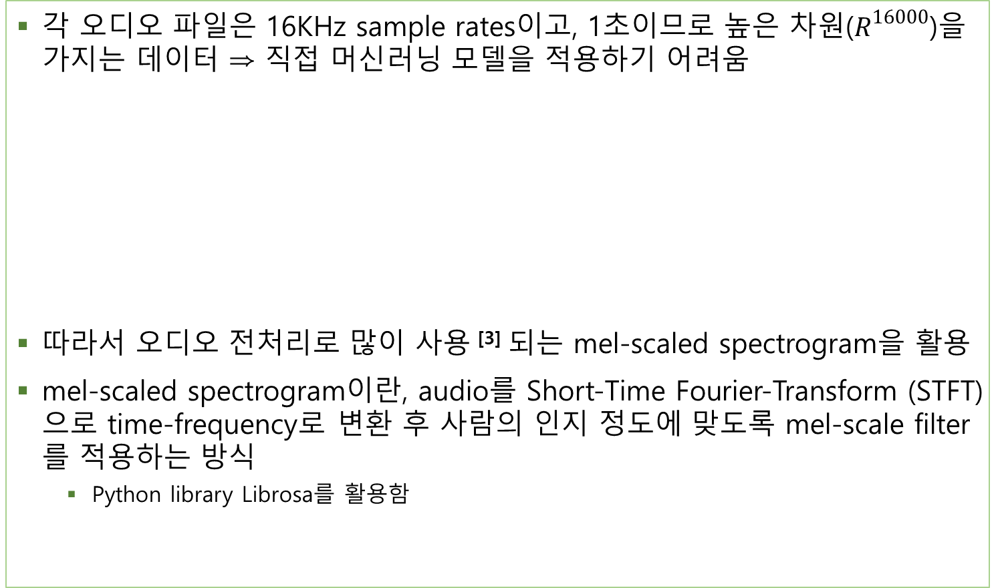 ▪ 각 오디오 파일은 16KHz sample rates이고, 1초이므로 높은 차원(R^16000)을
가지는 데이터 ⇒ 직접 머신러닝 모델을 적용하기 어려움
▪ 따라서 오디오 전처리로 많이 사용 [3] 되는 mel-scaled spectrogram을 활용
▪ mel-scaled spectrogram이란, audio를 Short-Time Fourier-Transform (STFT)
으로 time-frequency로 변환 후 사람의 인지 정도에 맞도록 mel-scale filter
를 적용하는 방식
▪ Python library Librosa를 활용함